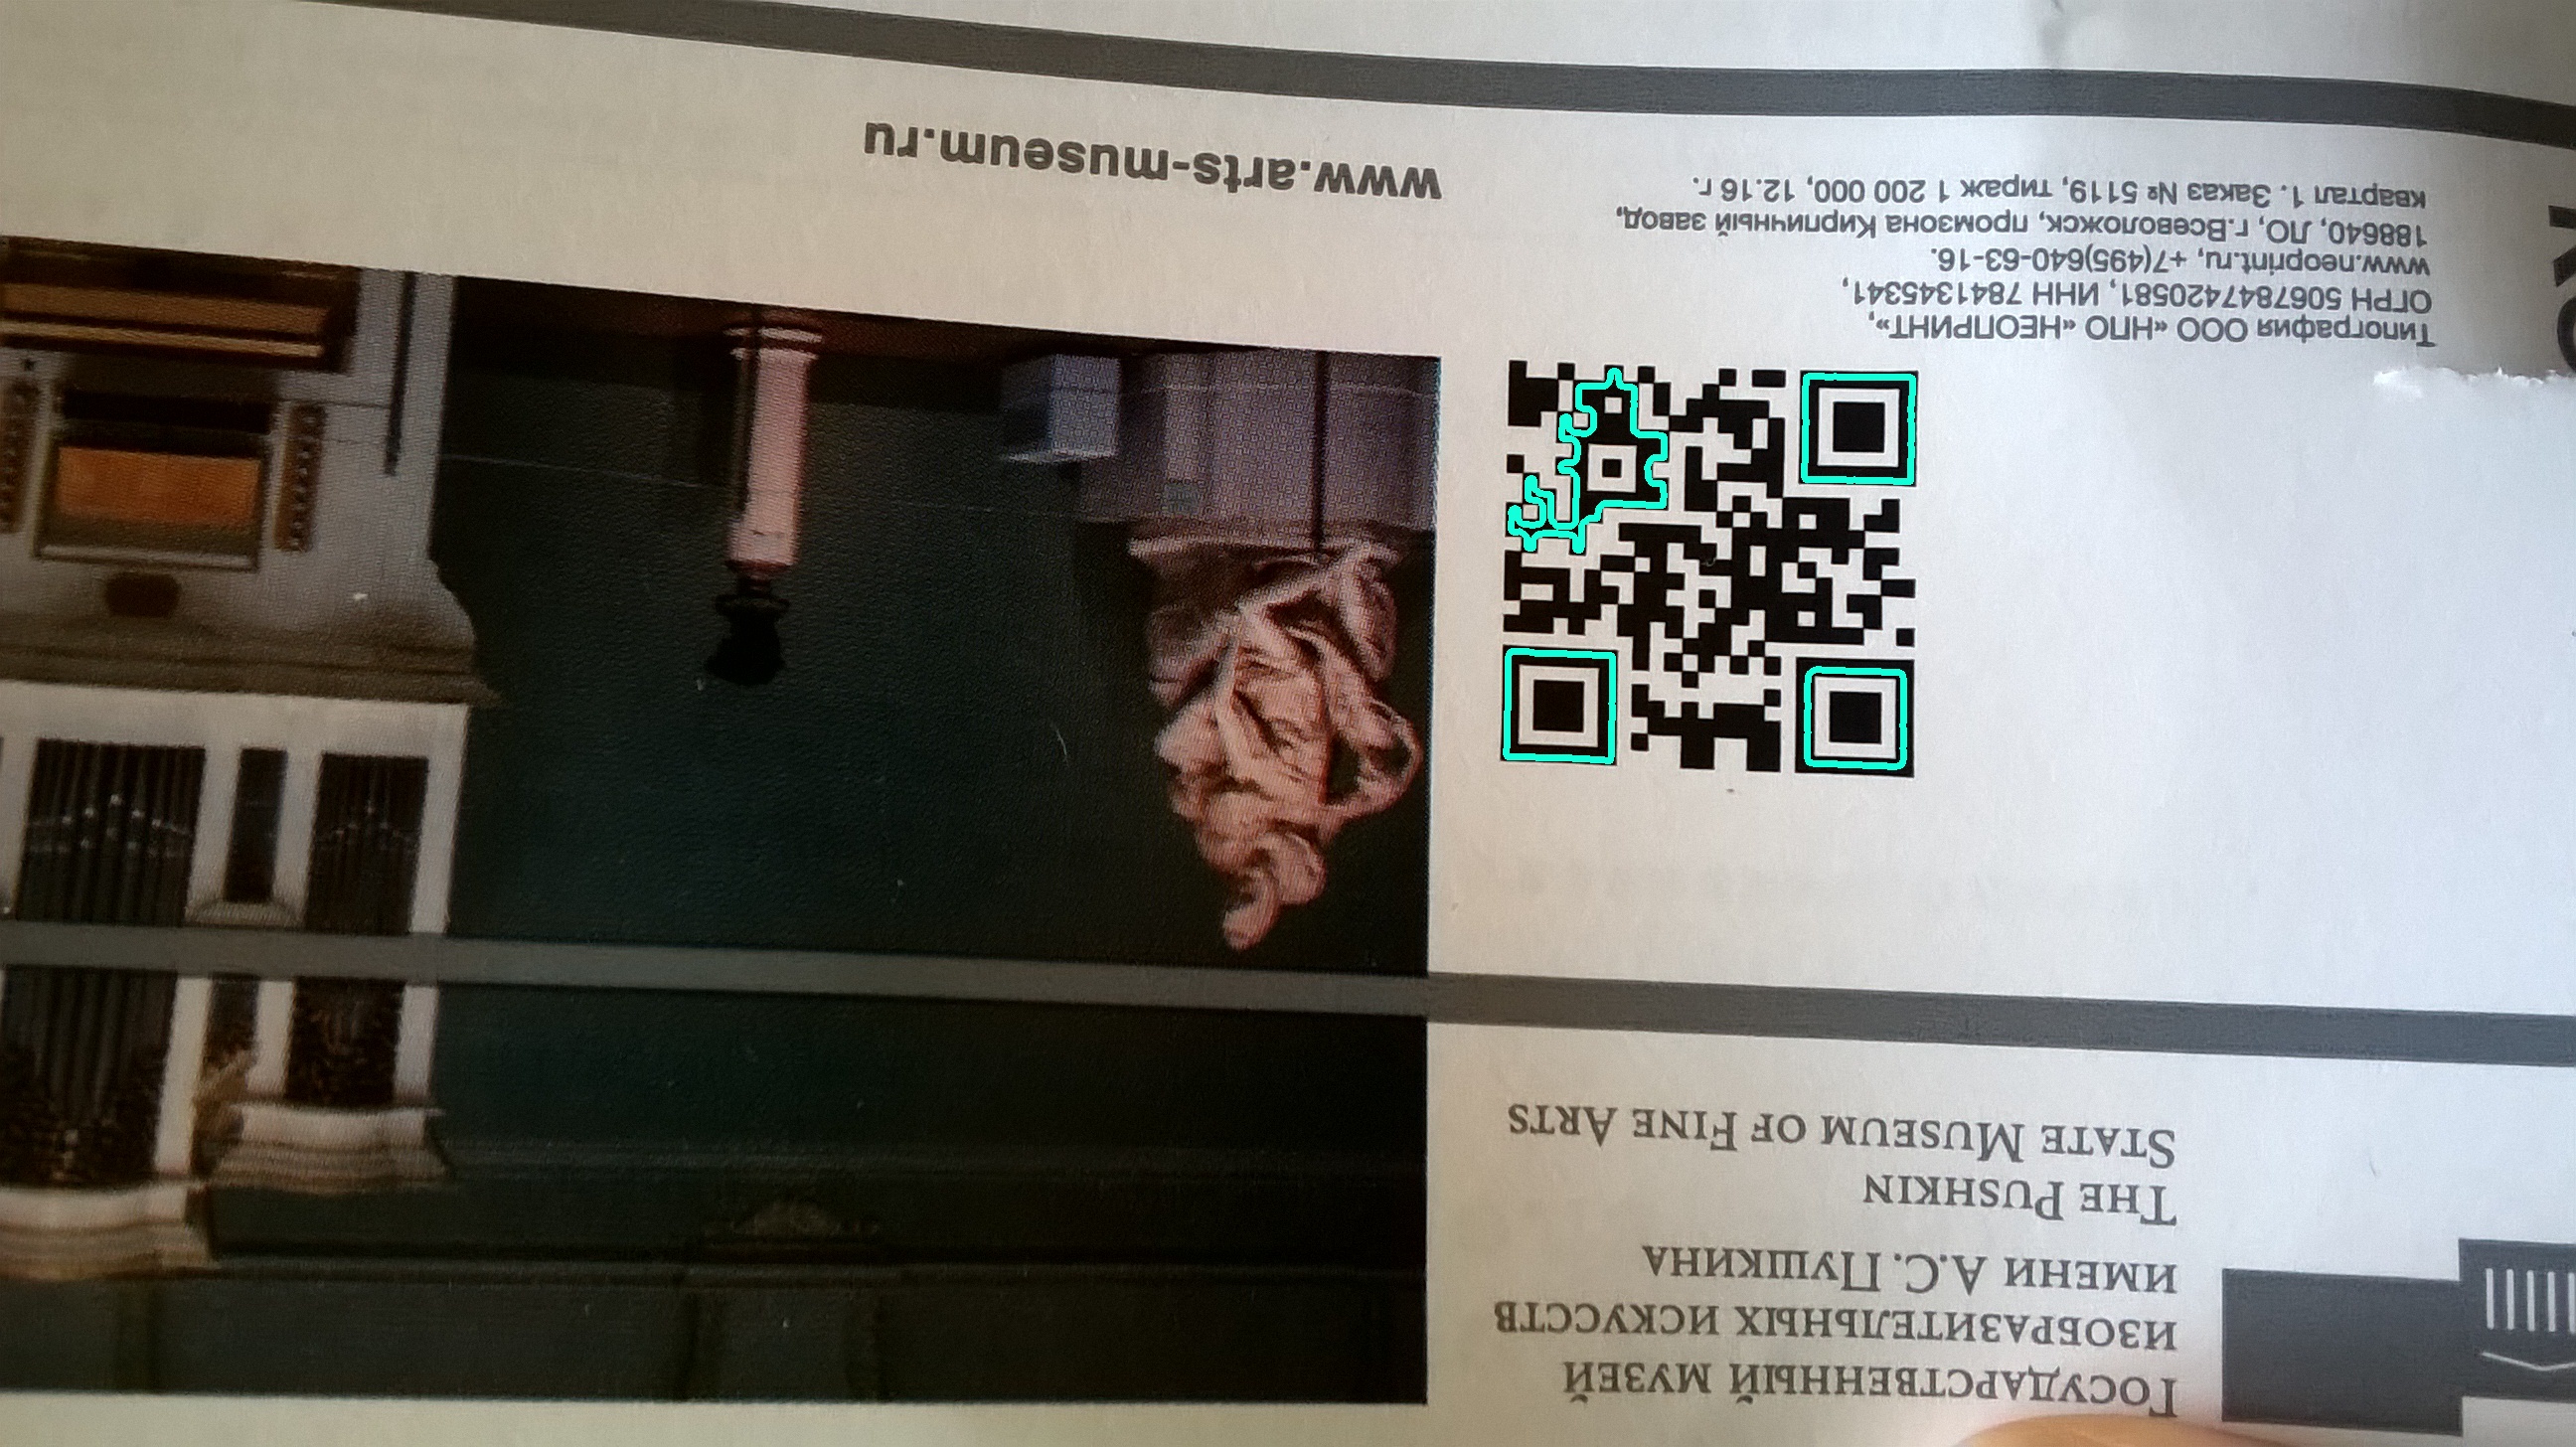 ГОСУДАРСТВЕННЫЙ МУЗЕЙ
ИЗОБРАЗИТЕЛЬНЫХ ИСКУССТВ
ИМЕНИ А.С. ПУШКИНА
THE PUSHKIN
STATE MUSEUM OF FINE ARTS
Типография ООО «НПО «НЕОПРИНТ»,
ОГРН 5067847420581, ИНН 7841345341,
www.neoprint.ru, +7(495)640-63-16.
188640, ЛО, г.Всеволожск, промзона Кирпичный завод,
квартал 1. Заказ № 5119, тираж 1 200 000, 12.16 г.
www.arts-museum.ru